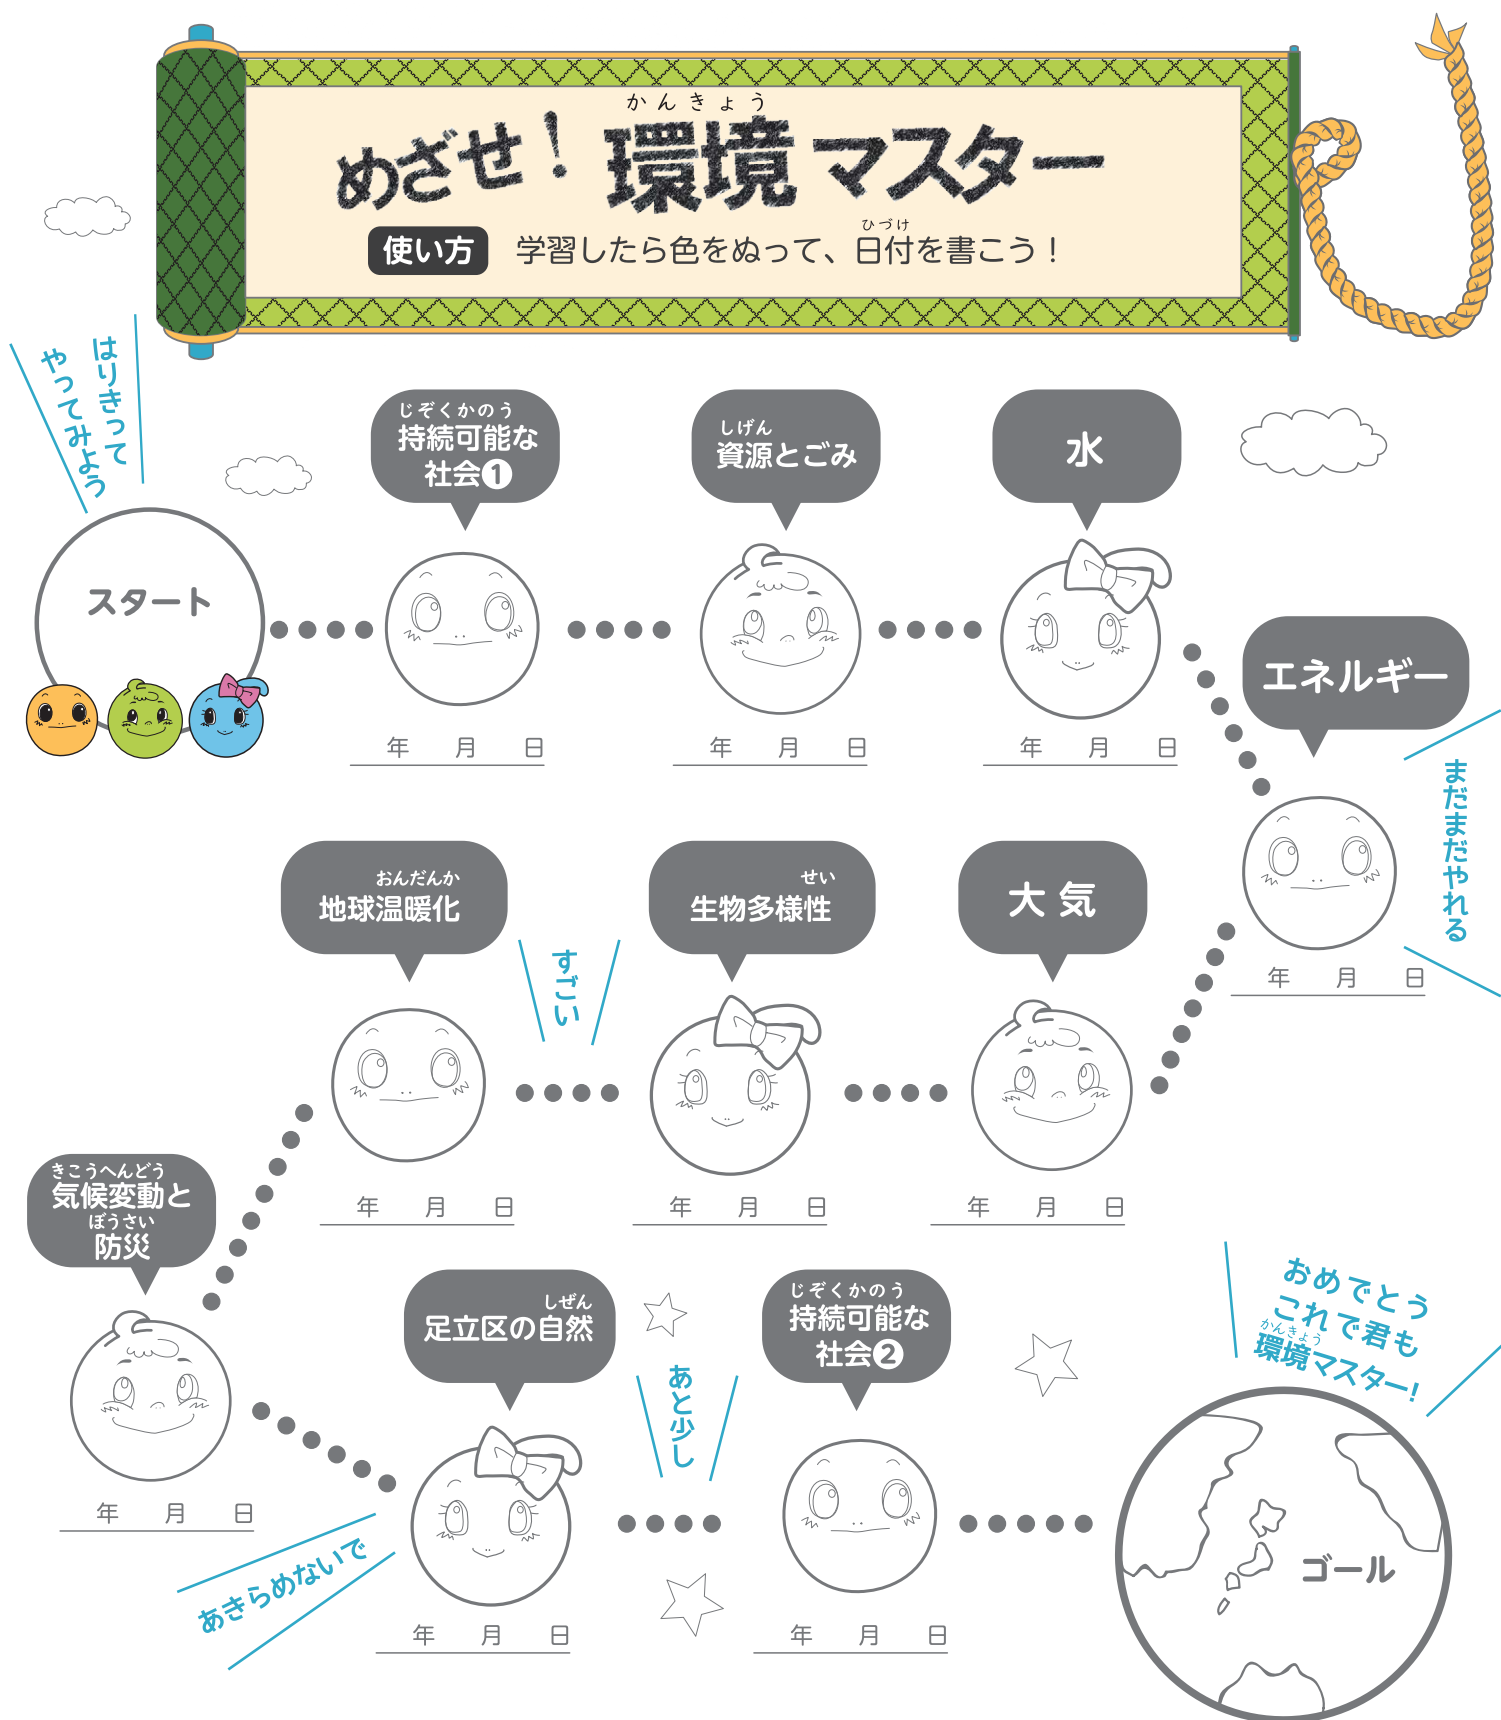 かんきょう
めざせ！環境マスター
使い方
ひづけ
学習したら色をぬって、日付を書こう！
はりきって
やってみよう
スタート
じぞくかのう
持続可能な
社会❶
年 月 日
しげん
資源とごみ
年 月 日
水
年 月 日
エネルギー
年 月 日
まだまだやれる
大気
年 月 日
せい
生物多様性
年 月 日
すごい
おんだんか
地球温暖化
年 月 日
きこうへんどう
気候変動と
ぼうさい
防災
年 月 日
あきらめないで
しぜん
足立区の自然
年 月 日
あと少し
じぞくかのう
持続可能な
社会❷
年 月 日
おめでとう
これで君も
かんきょう
環境マスター！
ゴール